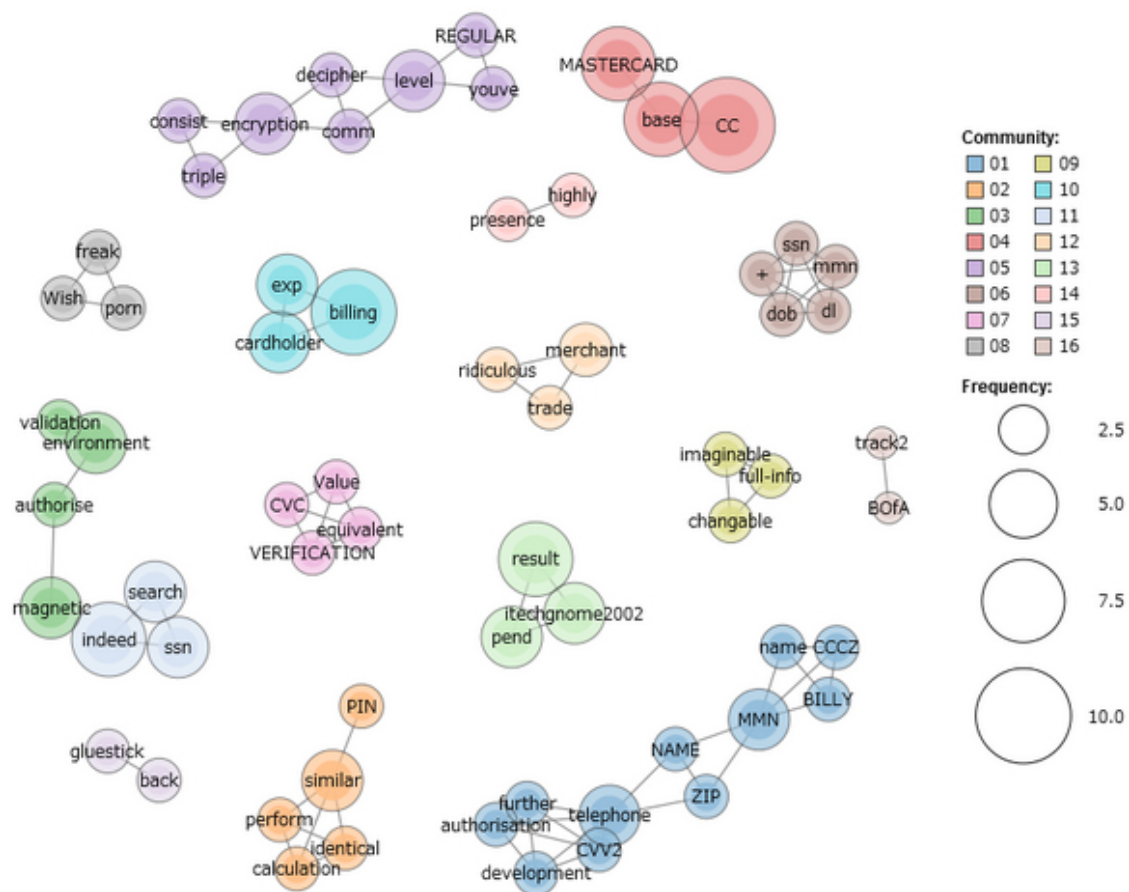 REGULAR
decipher
level
youve
consist
encryption
comm
triple
MASTERCARD
base
CC
highly
presence
freak
Wish
porn
exp
billing
cardholder
ssn
+
mmn
dob
dl
merchant
ridiculous
trade
validation
environment
authorise
magnetic
search
indeed
ssn
Value
CVC
equivalent
VERIFICATION
imaginable
full-info
changable
track2
BOfA
result
itechgnome2002
pend
gluestick
back
PIN
similar
perform
identical
calculation
name
CCCZ
BILLY
MMN
NAME
ZIP
further
telephone
authorisation
CVV2
development
Community:
01 09
02 10
03 11
04 12
05 13
06 14
07 15
08 16
Frequency:
2.5
5.0
7.5
10.0